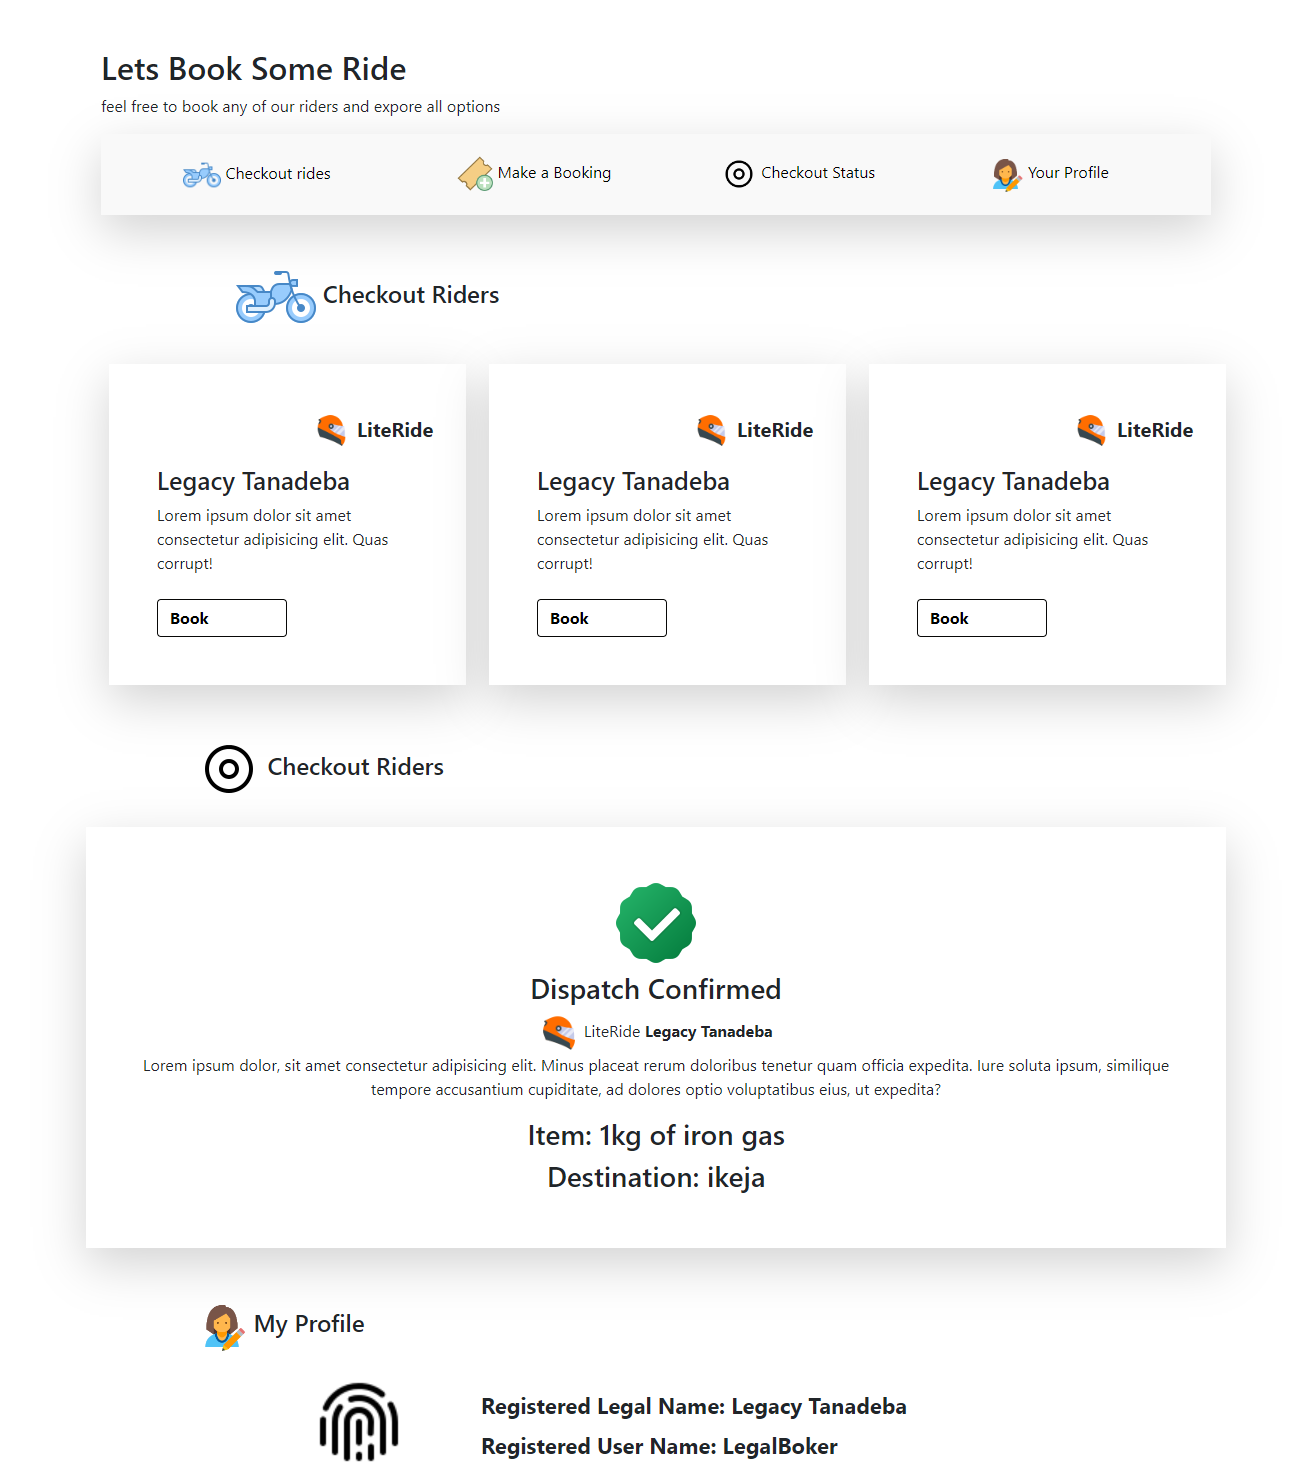 Lets Book Some Ride
feel free to book any of our riders and expore all options
Checkout rides
Make a Booking
Checkout Status
Your Profile
Checkout Riders
LiteRide
Legacy Tanadeba
Lorem ipsum dolor sit amet
consectetur adipisicing elit. Quas
corrupt!
Book
LiteRide
Legacy Tanadeba
Lorem ipsum dolor sit amet
consectetur adipisicing elit. Quas
corrupt!
Book
LiteRide
Legacy Tanadeba
Lorem ipsum dolor sit amet
consectetur adipisicing elit. Quas
corrupt!
Book
Checkout Riders
Dispatch Confirmed
LiteRide Legacy Tanadeba
Lorem ipsum dolor, sit amet consectetur adipisicing elit. Minus placeat rerum doloribus tenetur quam officia expedita. Iure soluta ipsum, similique
tempore accusantium cupiditate, ad dolores optio voluptatibus eius, ut expedita?
Item: 1kg of iron gas
Destination: ikeja
My Profile
Registered Legal Name: Legacy Tanadeba
Registered User Name: LegalBoker